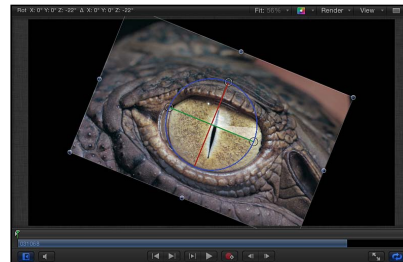 Rot X: 0° Y: 0° Z: -22° Δ X: 0° Y: 0° Z: -22°
Fit: 56%
Render
View